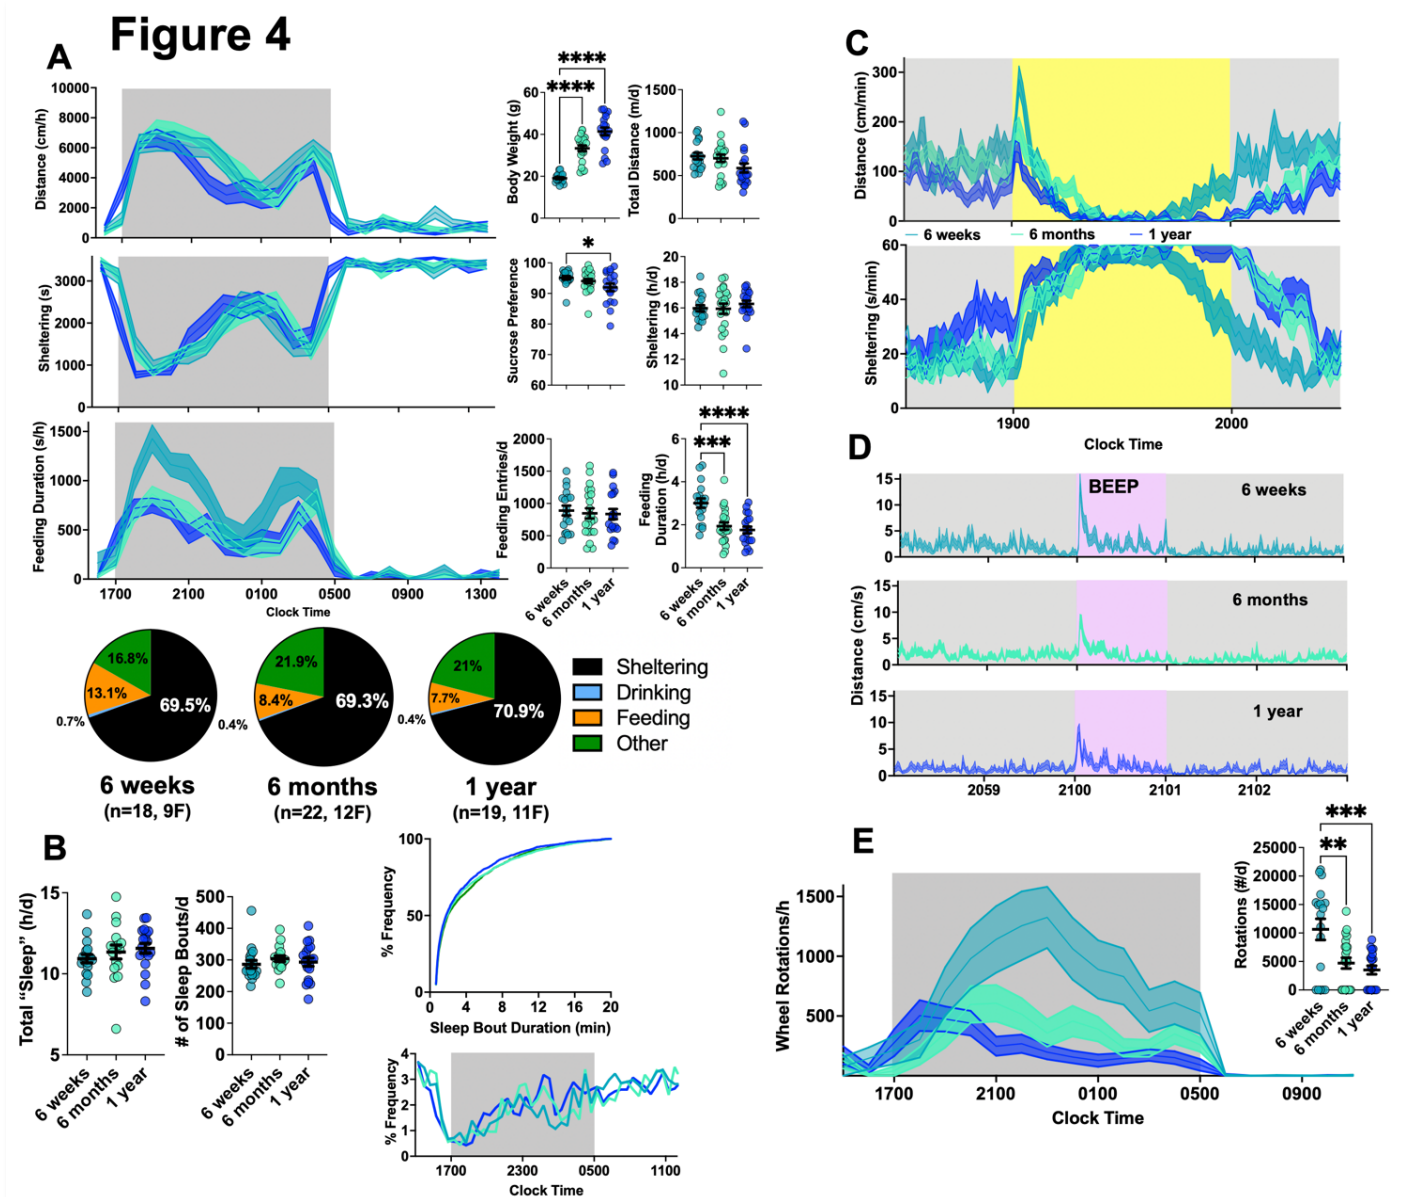 Figure 4
A
Distance (cm/h)
10000
8000
6000
4000
2000
0
Body Weight (g)
60
40
20
0
****
****
Total Distance (m/d)
1500
1000
500
0
Sheltering (s)
3000
2000
1000
0
Sucrose Preference
100
90
80
70
60
*
Sheltering (h/d)
20
18
16
14
12
10
Feeding Duration (s/h)
1500
1000
500
0
1700 2100 0100 0500 0900 1300
Clock Time
Feeding Entries/d
2000
1500
1000
500
0
6 weeks
6 months
1 year
Feeding
Duration (h/d)
6
4
2
0
****
***
6 weeks
6 months
1 year
16.8%
13.1%
69.5%
0.7%
6 weeks
(n=18, 9F)
21.9%
8.4%
69.3%
0.4%
6 months
(n=22, 12F)
21%
7.7%
70.9%
0.4%
1 year
(n=19, 11F)
Sheltering
Drinking
Feeding
Other
B
Total “Sleep” (h/d)
15
10
5
6 weeks
6 months
1 year
# of Sleep Bouts/d
500
400
300
200
100
0
6 weeks
6 months
1 year
% Frequency
100
50
0
0 4 8 12 16 20
Sleep Bout Duration (min)
% Frequency
4
3
2
1
0
1700 2300 0500 1100
Clock Time
C
Distance (cm/min)
300
200
100
0
6 weeks 6 months 1 year
Sheltering (s/min)
60
40
20
0
1900 2000
Clock Time
D
Distance (cm/s)
15
10
5
0
BEEP
6 weeks
15
10
5
0
6 months
15
10
5
0
1 year
2059 2100 2101 2102
E
Wheel Rotations/h
1500
1000
500
1700 2100 0100 0500 0900
Clock Time
Rotations (#/d)
25000
20000
15000
10000
5000
0
***
**
6 weeks
6 months
1 year